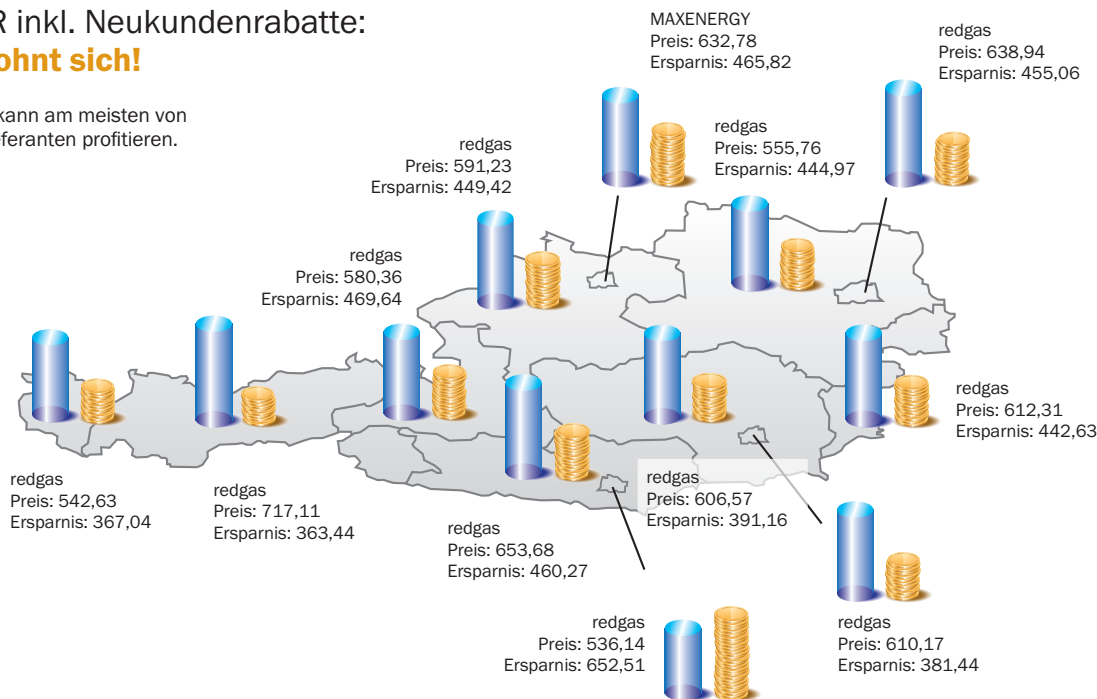 R inkl. Neukundenrabatte:
ohnt sich!
kann am meisten von
eferanten profitieren.
MAXENERGY
Preis: 632,78
Ersparnis: 465,82
redgas
Preis: 638,94
Ersparnis: 455,06
redgas
Preis: 555,76
Ersparnis: 444,97
redgas
Preis: 591,23
Ersparnis: 449,42
redgas
Preis: 580,36
Ersparnis: 469,64
redgas
Preis: 612,31
Ersparnis: 442,63
redgas
Preis: 542,63
Ersparnis: 367,04
redgas
Preis: 717,11
Ersparnis: 363,44
redgas
Preis: 606,57
Ersparnis: 391,16
redgas
Preis: 653,68
Ersparnis: 460,27
redgas
Preis: 536,14
Ersparnis: 652,51
redgas
Preis: 610,17
Ersparnis: 381,44